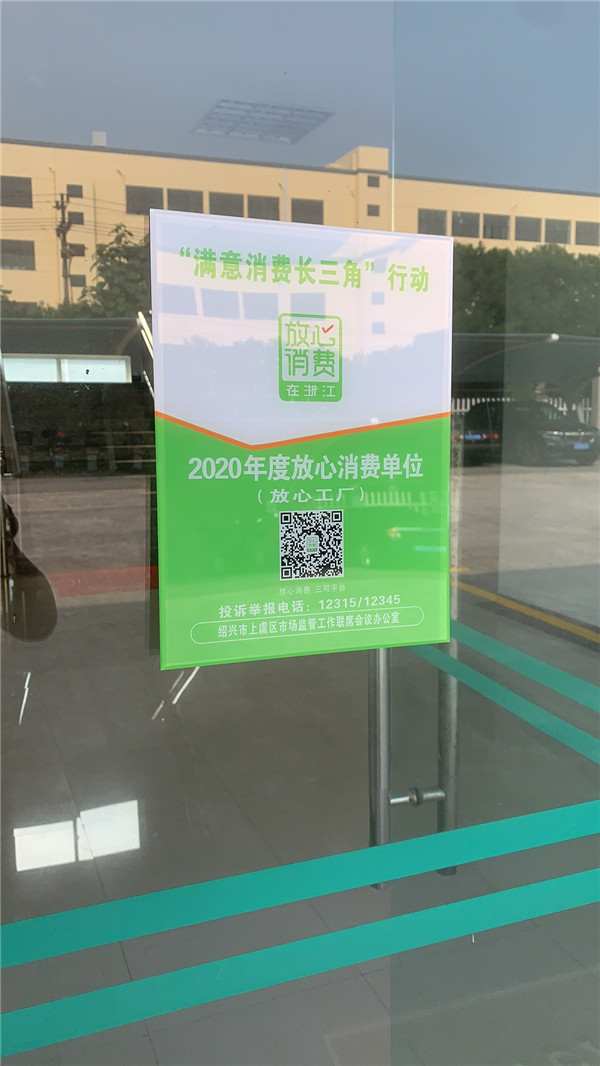 “满意消费长三角”行动
放心
消费
在浙江
2020年度放心消费单位
（放心工厂）
放心消费 三可平台
投诉举报电话：12315/12345
绍兴市上虞区市场监管工作联席会议办公室